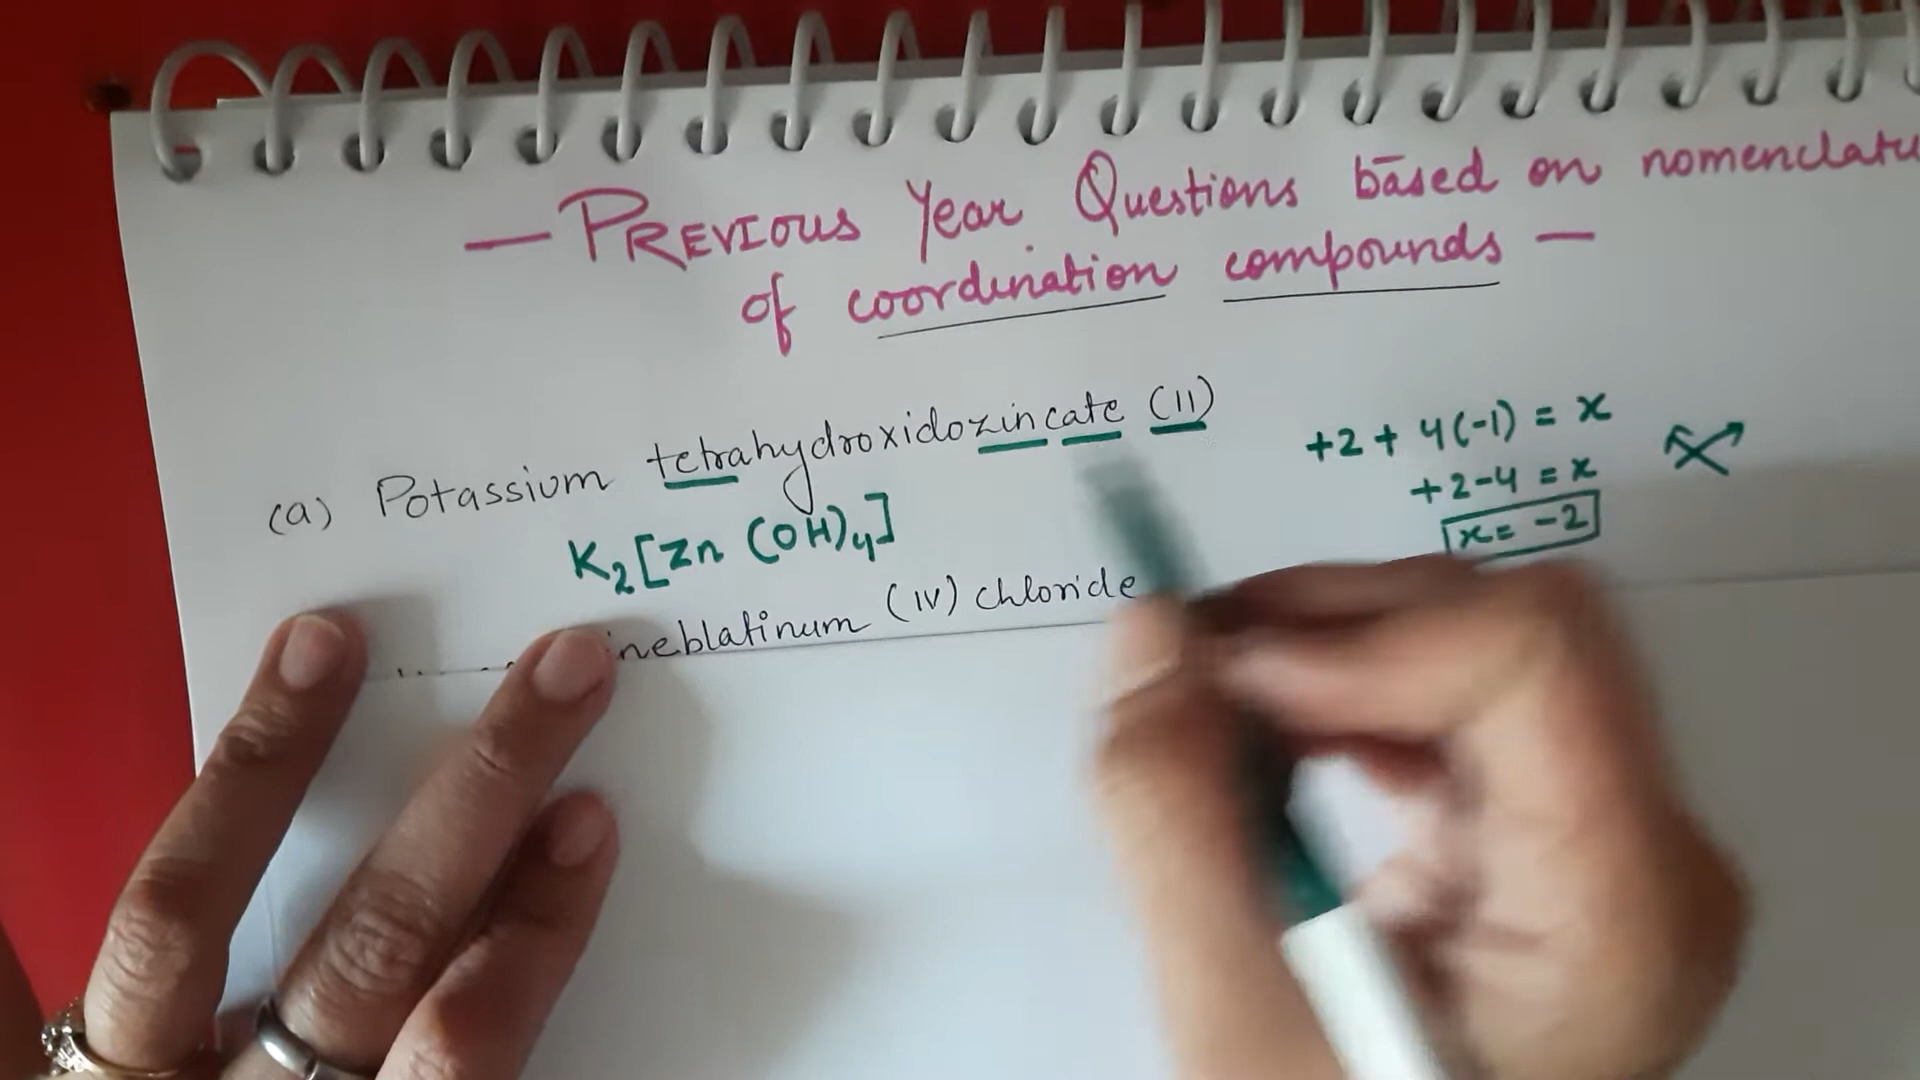 — PREVIOUS Year Questions based on nomenclatu
of coordination compounds —
(a) Potassium tetrahydroxidozincate (II)
K₂[Zn (OH)₄]
ineplatinum (IV) chloride
+2 + 4(-1) = x
+2-4 = x
x = -2